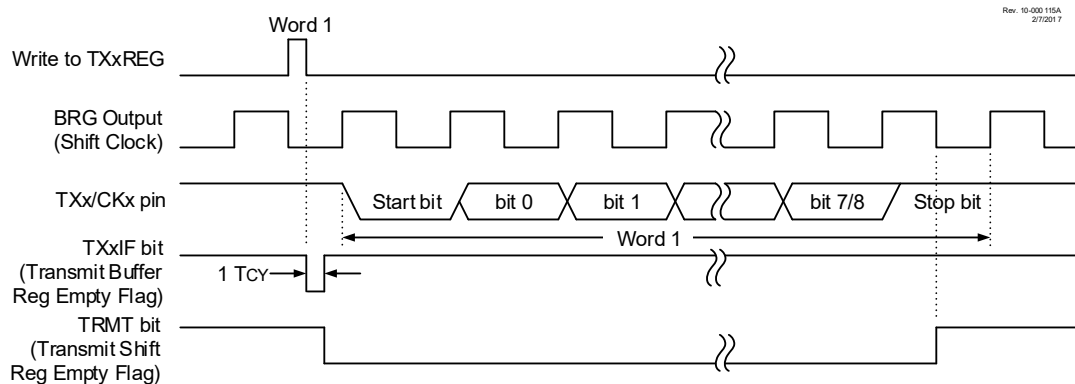 Rev. 10-000 115A
2/7/2017
Word 1
Write to TXxREG
BRG Output
(Shift Clock)
TXx/CKx pin
Start bit
bit 0
bit 1
bit 7/8
Stop bit
Word 1
TXxIF bit
(Transmit Buffer
Reg Empty Flag)
1 TCY
TRMT bit
(Transmit Shift
Reg Empty Flag)